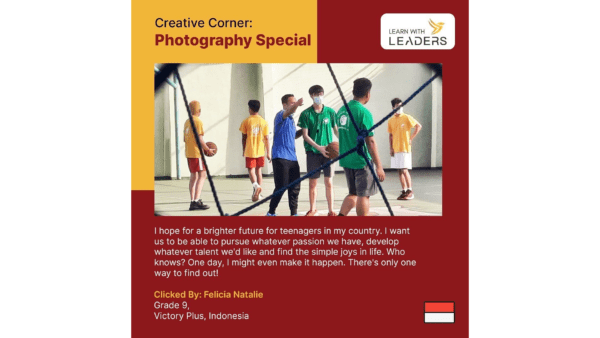 Creative Corner:
Photography Special
LEARN WITH
LEADERS
I hope for a brighter future for teenagers in my country. I want
us to be able to pursue whatever passion we have, develop
whatever talent we'd like and find the simple joys in life. Who
knows? One day, I might even make it happen. There's only one
way to find out!
Clicked By: Felicia Natalie
Grade 9,
Victory Plus, Indonesia